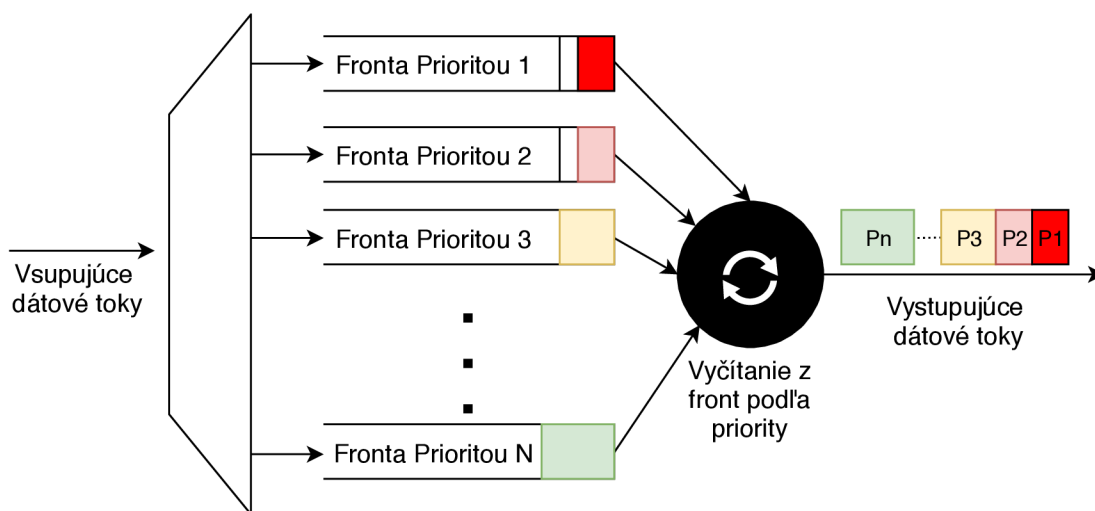 Fronta Prioritou 1
Fronta Prioritou 2
Fronta Prioritou 3
Fronta Prioritou N
Vsupujúce
dátové toky
Vyčítanie z
front podľa
priority
Pn
P3
P2
P1
Vystupujúce
dátové toky